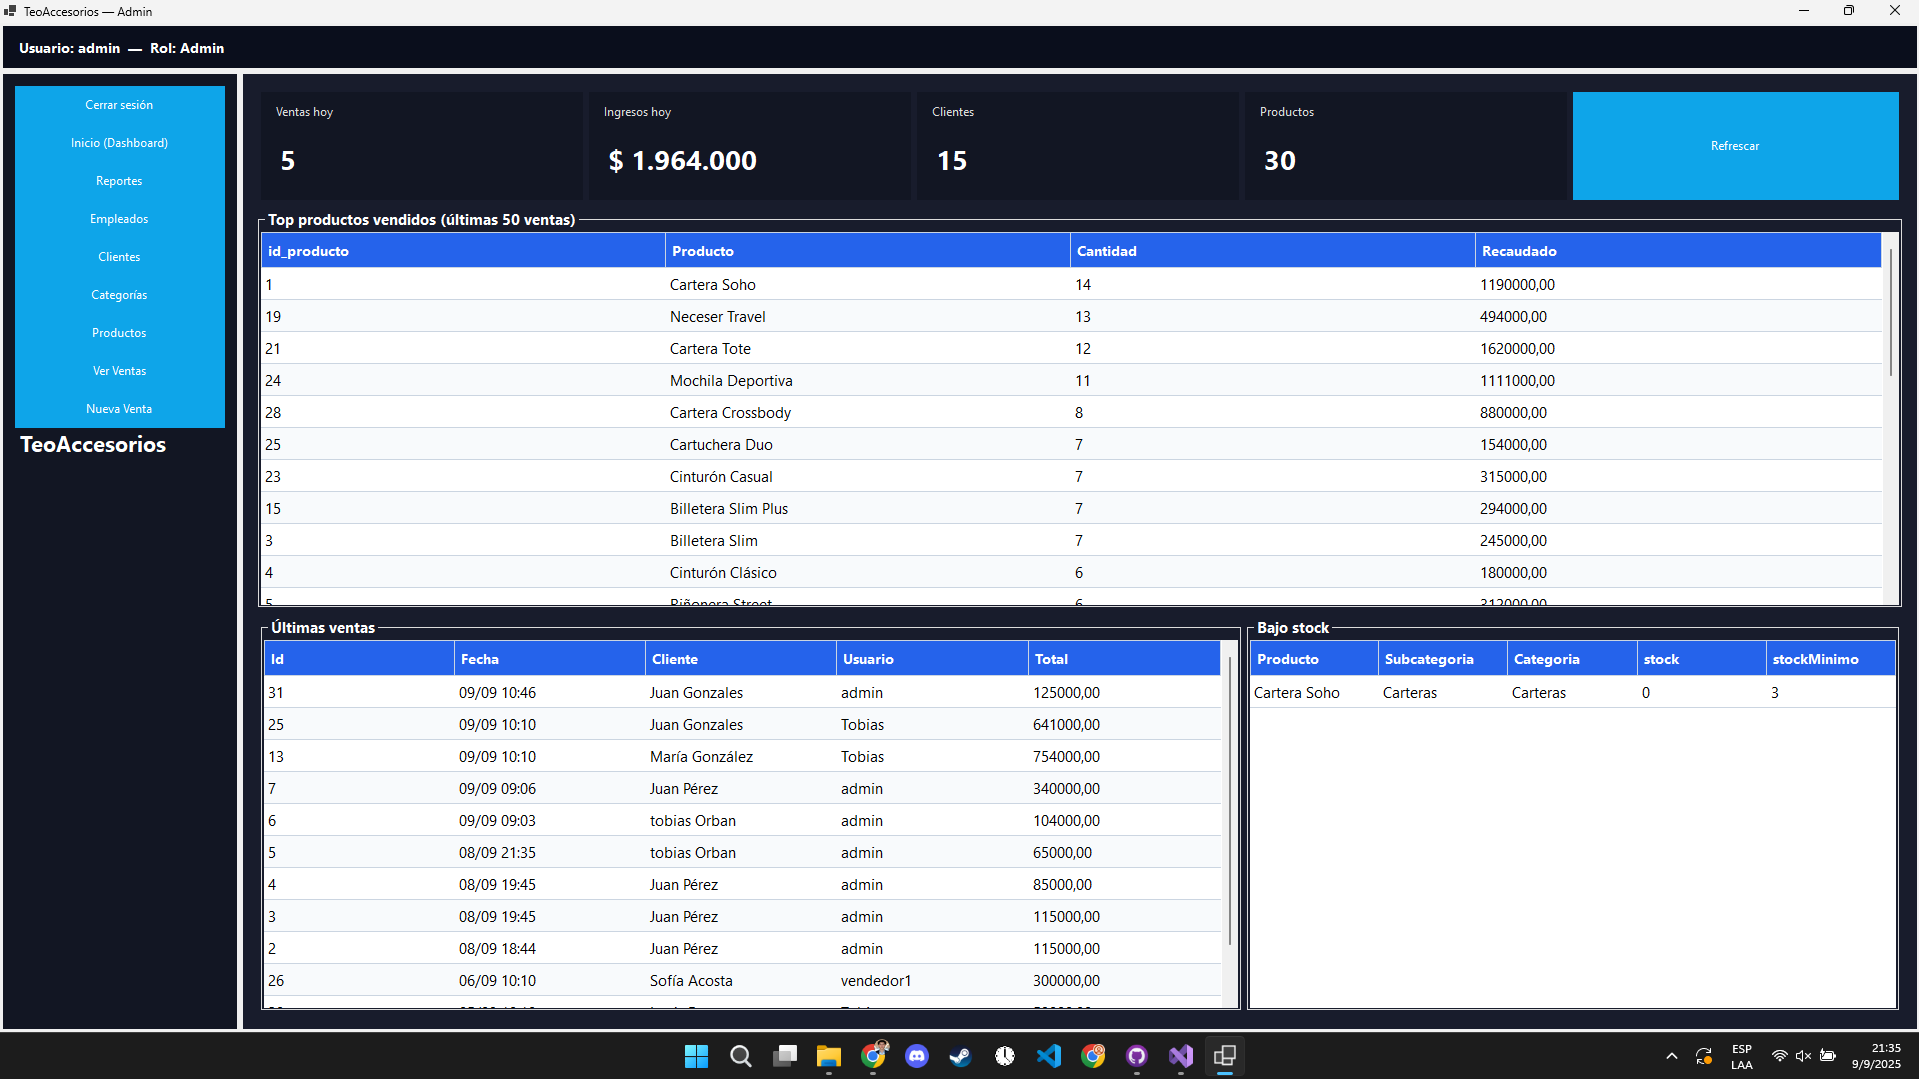 TeoAccesorios — Admin
Usuario: admin — Rol: Admin
Cerrar sesión
Inicio (Dashboard)
Reportes
Empleados
Clientes
Categorías
Productos
Ver Ventas
Nueva Venta
TeoAccesorios
Ventas hoy
5
Ingresos hoy
$ 1.964.000
Clientes
15
Productos
30
Refrescar
Top productos vendidos (últimas 50 ventas)
id_producto Producto Cantidad Recaudado
1 Cartera Soho 14 1190000,00
19 Neceser Travel 13 494000,00
21 Cartera Tote 12 1620000,00
24 Mochila Deportiva 11 1111000,00
28 Cartera Crossbody 8 880000,00
25 Cartuchera Duo 7 154000,00
23 Cinturón Casual 7 315000,00
15 Billetera Slim Plus 7 294000,00
3 Billetera Slim 7 245000,00
4 Cinturón Clásico 6 180000,00
5 Riñonera Street 6 312000,00
Últimas ventas
Id Fecha Cliente Usuario Total
31 09/09 10:46 Juan Gonzales admin 125000,00
25 09/09 10:10 Juan Gonzales Tobias 641000,00
13 09/09 10:10 María González Tobias 754000,00
7 09/09 09:06 Juan Pérez admin 340000,00
6 09/09 09:03 tobias Orban admin 104000,00
5 08/09 21:35 tobias Orban admin 65000,00
4 08/09 19:45 Juan Pérez admin 85000,00
3 08/09 19:45 Juan Pérez admin 115000,00
2 08/09 18:44 Juan Pérez admin 115000,00
26 06/09 10:10 Sofía Acosta vendedor1 300000,00
Bajo stock
Producto Subcategoria Categoria stock stockMinimo
Cartera Soho Carteras Carteras 0 3
ESP
LAA
21:35
9/9/2025